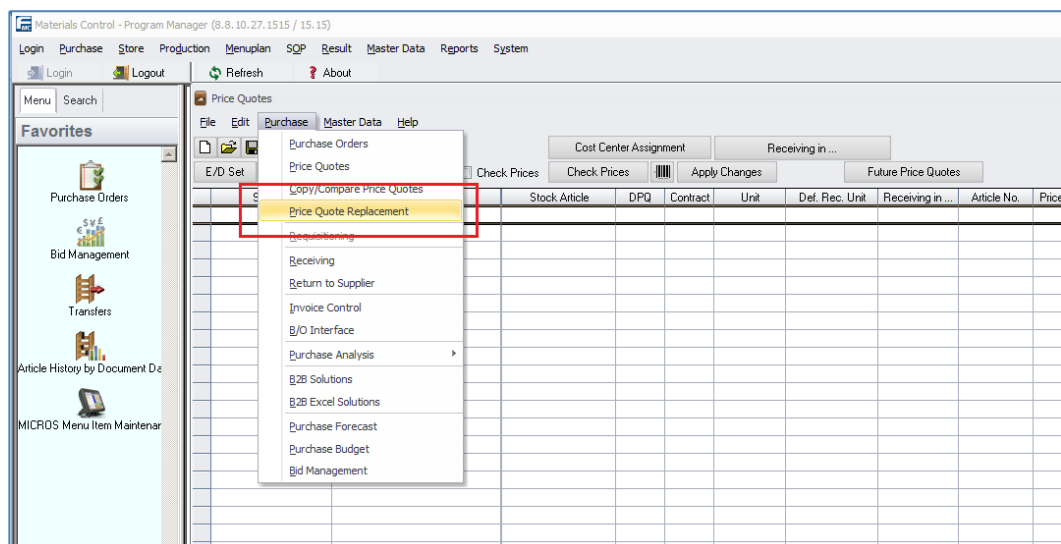 Materials Control - Program Manager (8.8.10.27.1515 / 15.15)
Login Purchase Store Production Menuplan SOP Result Master Data Reports System
Login Logout Refresh ? About
Menu Search
Favorites
Purchase Orders
Bid Management
Transfers
Article History by Document Da
MICROS Menu Item Maintenar
Price Quotes
File Edit Purchase Master Data Help
Cost Center Assignment Receiving in ...
E/D Set Check Prices Check Prices Apply Changes Future Price Quotes
S Stock Article DPQ Contract Unit Def. Rec. Unit Receiving in ... Article No. Price
Purchase Orders
Price Quotes
Copy/Compare Price Quotes
Price Quote Replacement
Requisitioning
Receiving
Return to Supplier
Invoice Control
B/O Interface
Purchase Analysis
B2B Solutions
B2B Excel Solutions
Purchase Forecast
Purchase Budget
Bid Management